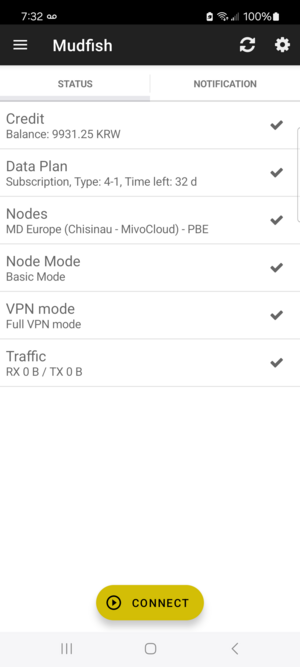 7:32
100%
Mudfish
STATUS
NOTIFICATION
Credit
Balance: 9931.25 KRW
Data Plan
Subscription, Type: 4-1, Time left: 32 d
Nodes
MD Europe (Chisinau - MivoCloud) - PBE
Node Mode
Basic Mode
VPN mode
Full VPN mode
Traffic
RX 0 B / TX 0 B
CONNECT